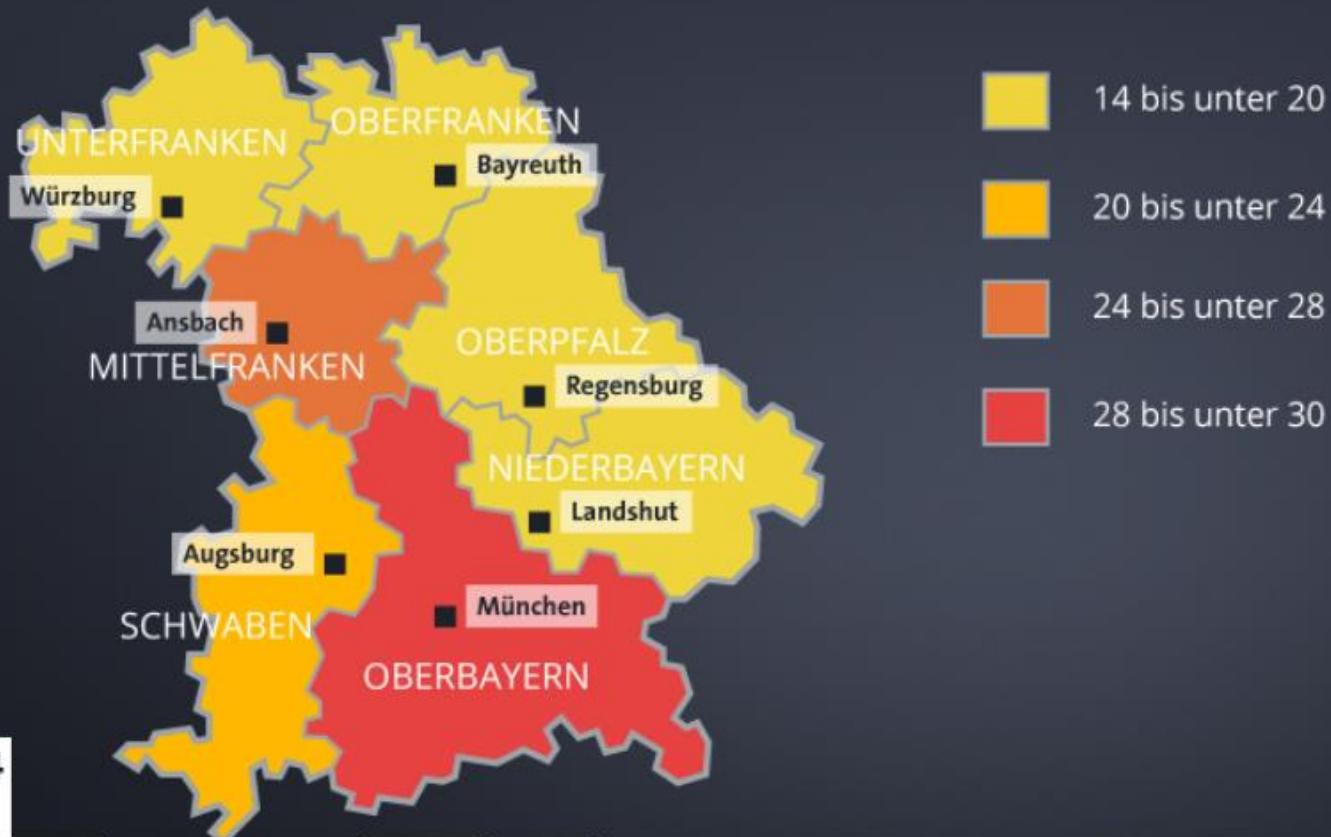 UNTERFRANKEN
OBERFRANKEN
Bayreuth
Würzburg
Ansbach
MITTELFRANKEN
OBERPFALZ
Regensburg
NIEDERBAYERN
Landshut
Augsburg
SCHWABEN
München
OBERBAYERN
14 bis unter 20
20 bis unter 24
24 bis unter 28
28 bis unter 30